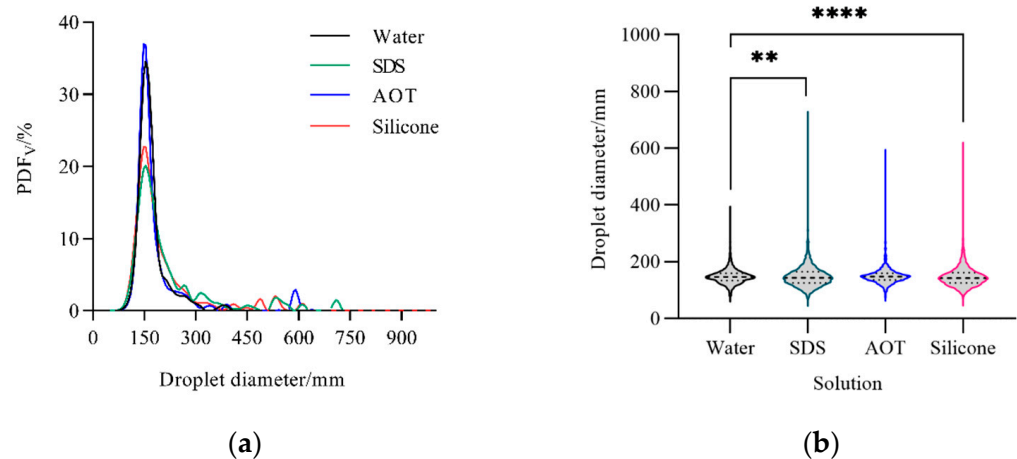 40
30
20
10
0
PDFV/%
0 150 300 450 600 750 900
Droplet diameter/mm
Water
SDS
AOT
Silicone
(a)
****
**
1000
800
600
400
200
0
Droplet diameter/mm
Water SDS AOT Silicone
Solution
(b)